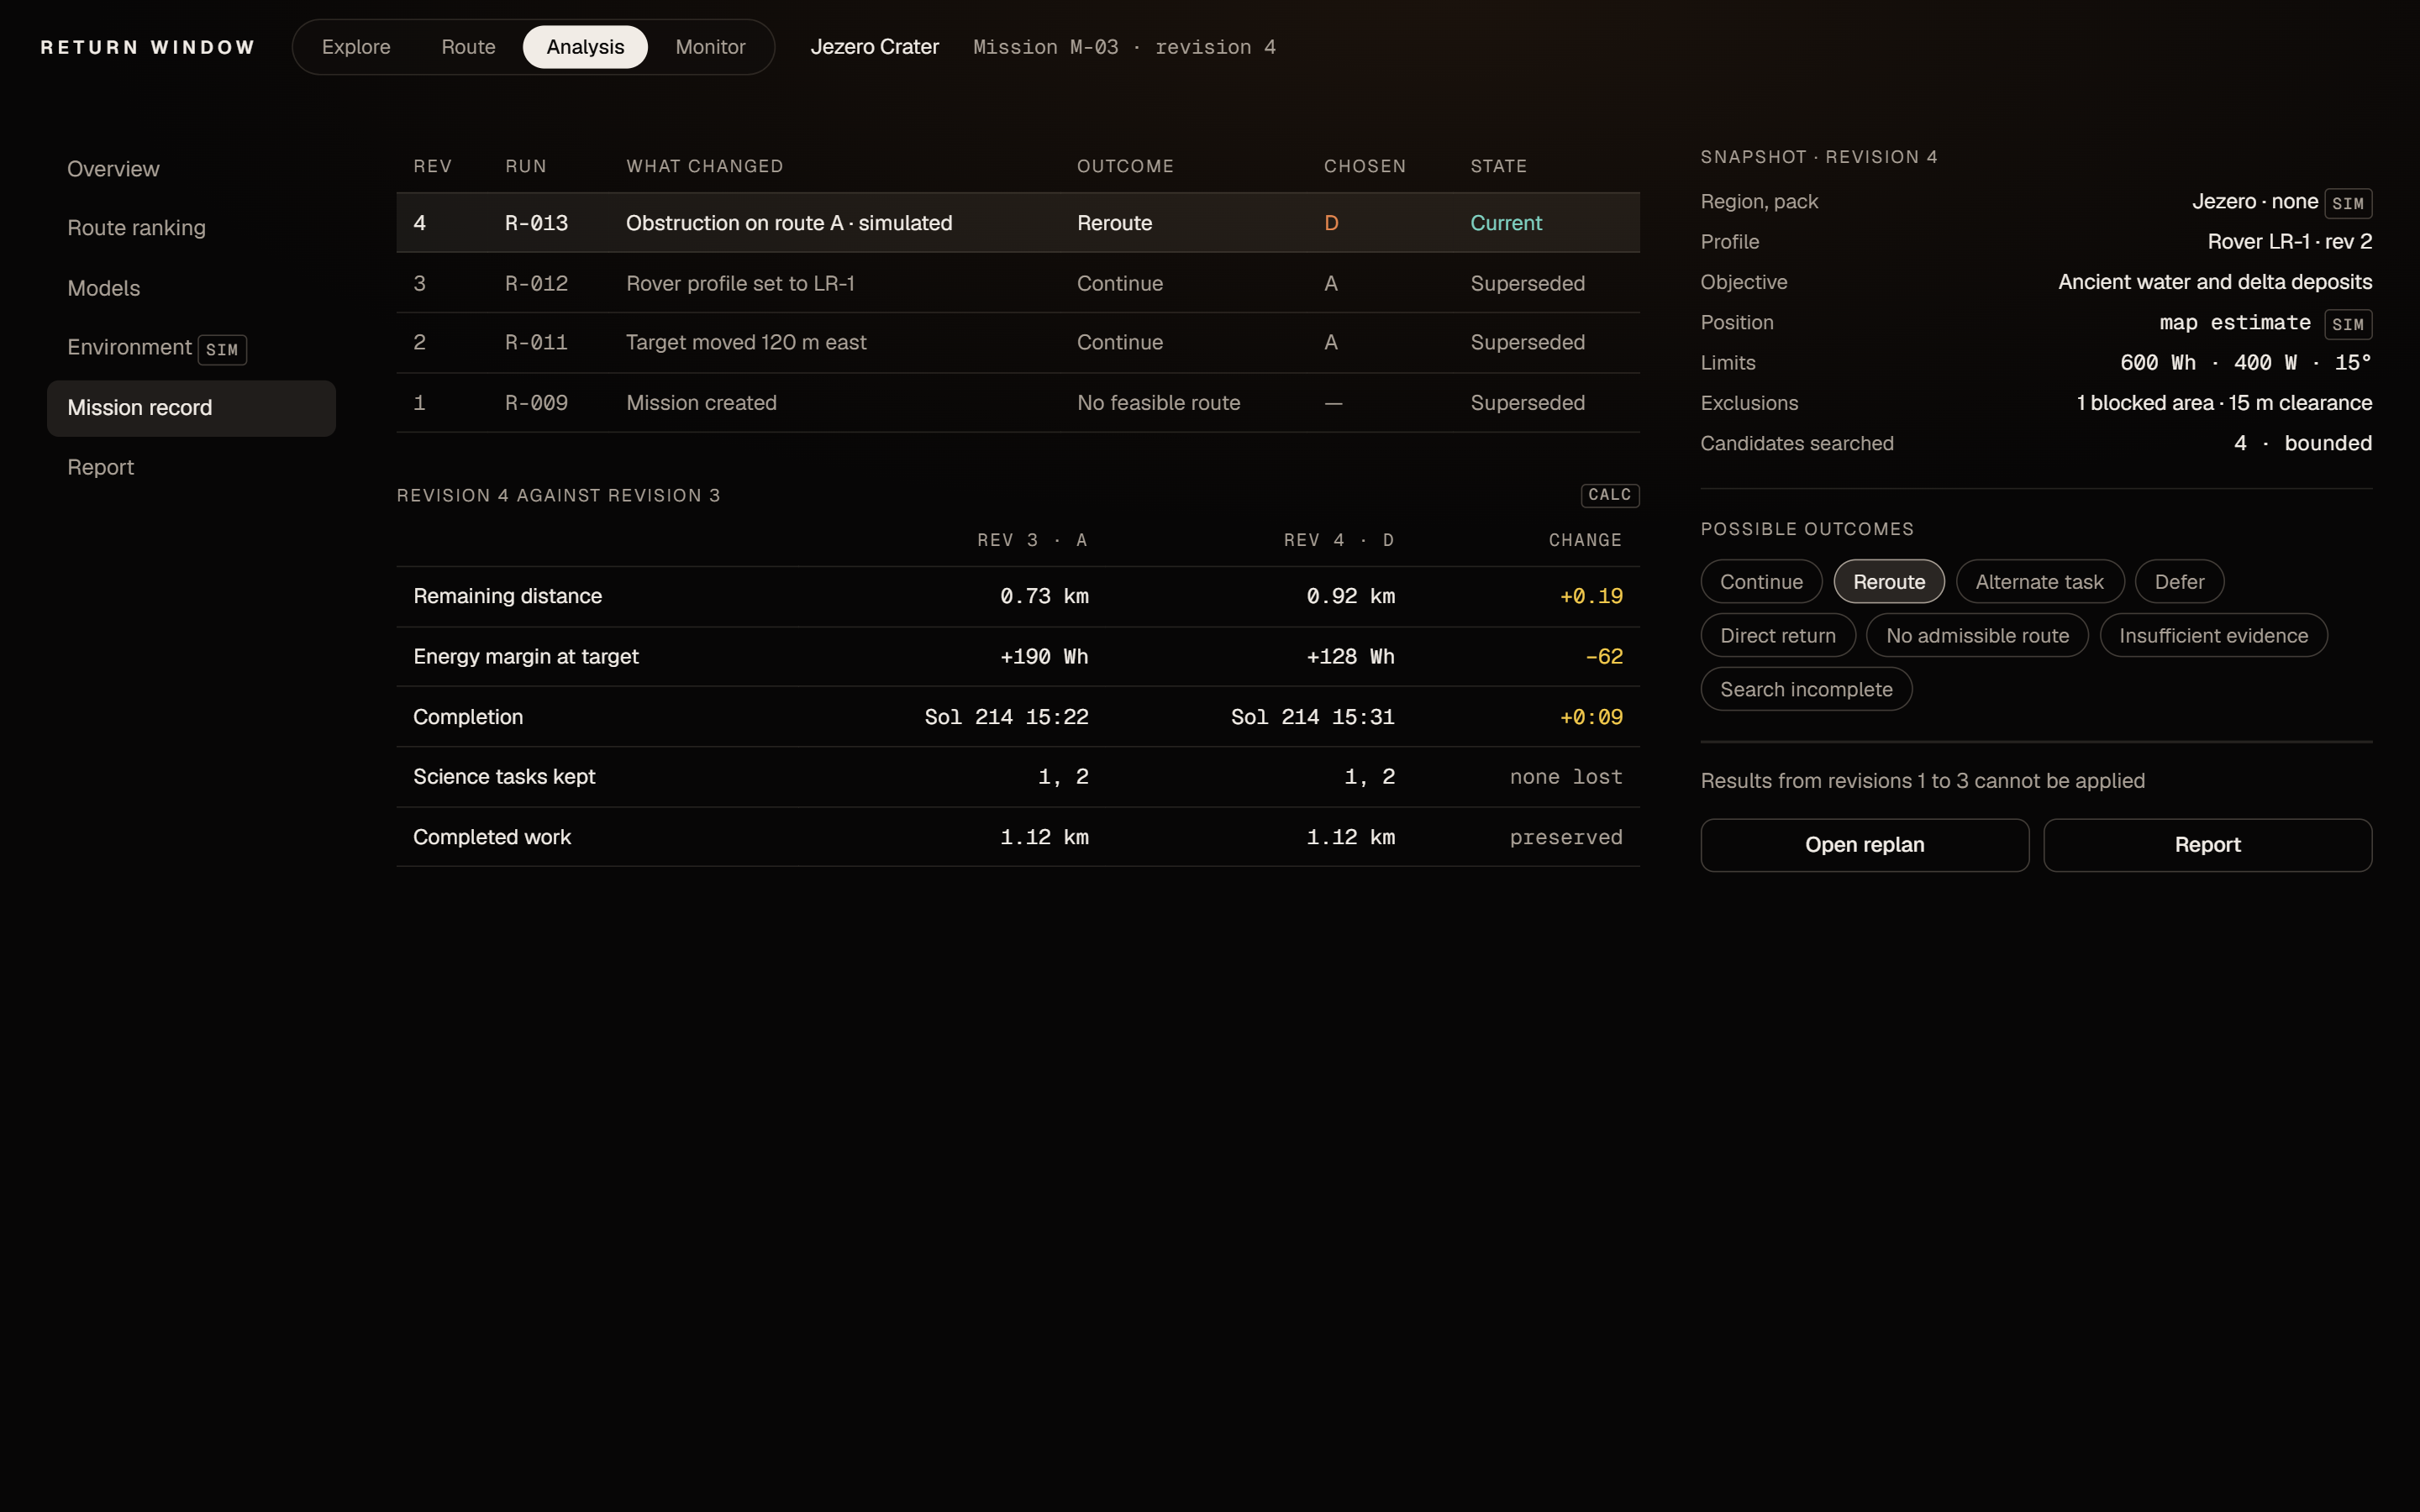 RETURN WINDOW Explore Route Analysis Monitor Jezero Crater Mission M-03 · revision 4
Overview
Route ranking
Models
Environment SIM
Mission record
Report
REV RUN WHAT CHANGED OUTCOME CHOSEN STATE
4 R-013 Obstruction on route A · simulated Reroute D Current
3 R-012 Rover profile set to LR-1 Continue A Superseded
2 R-011 Target moved 120 m east Continue A Superseded
1 R-009 Mission created No feasible route — Superseded
REVISION 4 AGAINST REVISION 3 CALC
REV 3 · A REV 4 · D CHANGE
Remaining distance 0.73 km 0.92 km +0.19
Energy margin at target +190 Wh +128 Wh −62
Completion Sol 214 15:22 Sol 214 15:31 +0:09
Science tasks kept 1, 2 1, 2 none lost
Completed work 1.12 km 1.12 km preserved
SNAPSHOT · REVISION 4
Region, pack Jezero · none SIM
Profile Rover LR-1 · rev 2
Objective Ancient water and delta deposits
Position map estimate SIM
Limits 600 Wh · 400 W · 15°
Exclusions 1 blocked area · 15 m clearance
Candidates searched 4 · bounded
POSSIBLE OUTCOMES
Continue Reroute Alternate task Defer
Direct return No admissible route Insufficient evidence
Search incomplete
Results from revisions 1 to 3 cannot be applied
Open replan Report